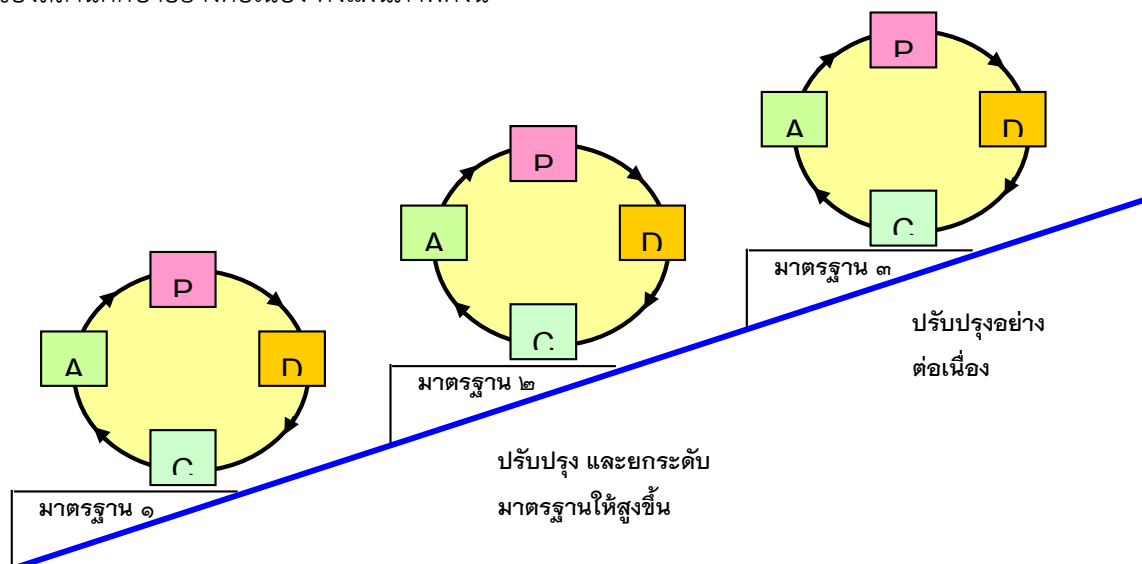 P
A
D
C
มาตรฐาน ๓
P
A
D
C
มาตรฐาน ๒
P
A
D
C
มาตรฐาน ๑
ปรับปรุงอย่าง
ต่อเนื่อง
ปรับปรุง และยกระดับ
มาตรฐานให้สูงขึ้น